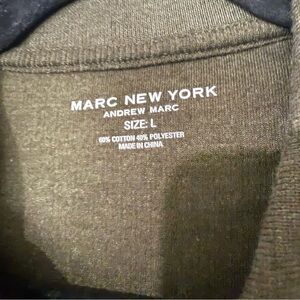 MARC NEW YORK
ANDREW MARC
SIZE: L
60% COTTON 40% POLYESTER
MADE IN CHINA